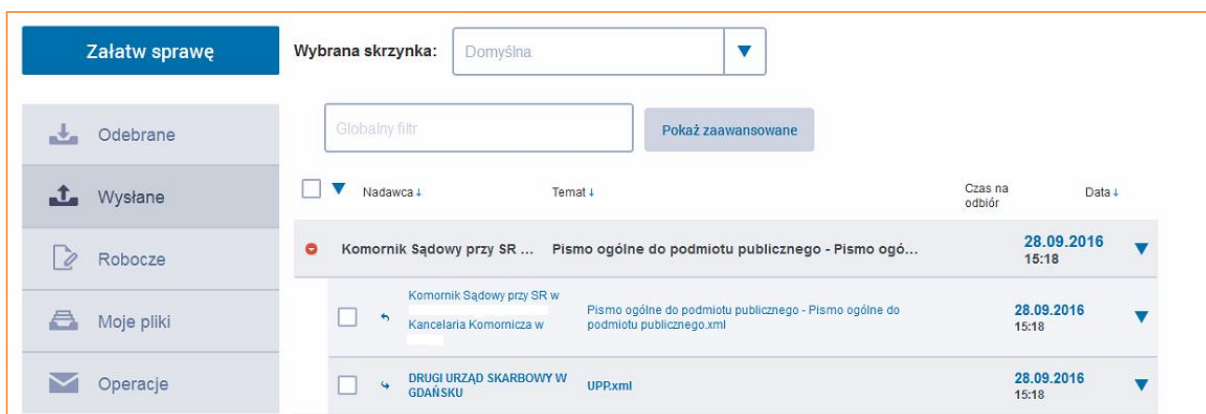 Załatw sprawę
Wybrana skrzynka:
Domyślna
Odebrane
Globalny filtr
Pokaż zaawansowane
Wysłane
Nadawca ↓
Temat ↓
Czas na
odbiór
Data ↓
Robocze
Komornik Sądowy przy SR ...
Pismo ogólne do podmiotu publicznego - Pismo ogó...
28.09.2016
15:18
Moje pliki
Komornik Sądowy przy SR w
Kancelaria Komornicza w
Pismo ogólne do podmiotu publicznego - Pismo ogólne do
podmiotu publicznego.xml
28.09.2016
15:18
Operacje
DRUGI URZĄD SKARBOWY W
GDAŃSKU
UPP.xml
28.09.2016
15:18